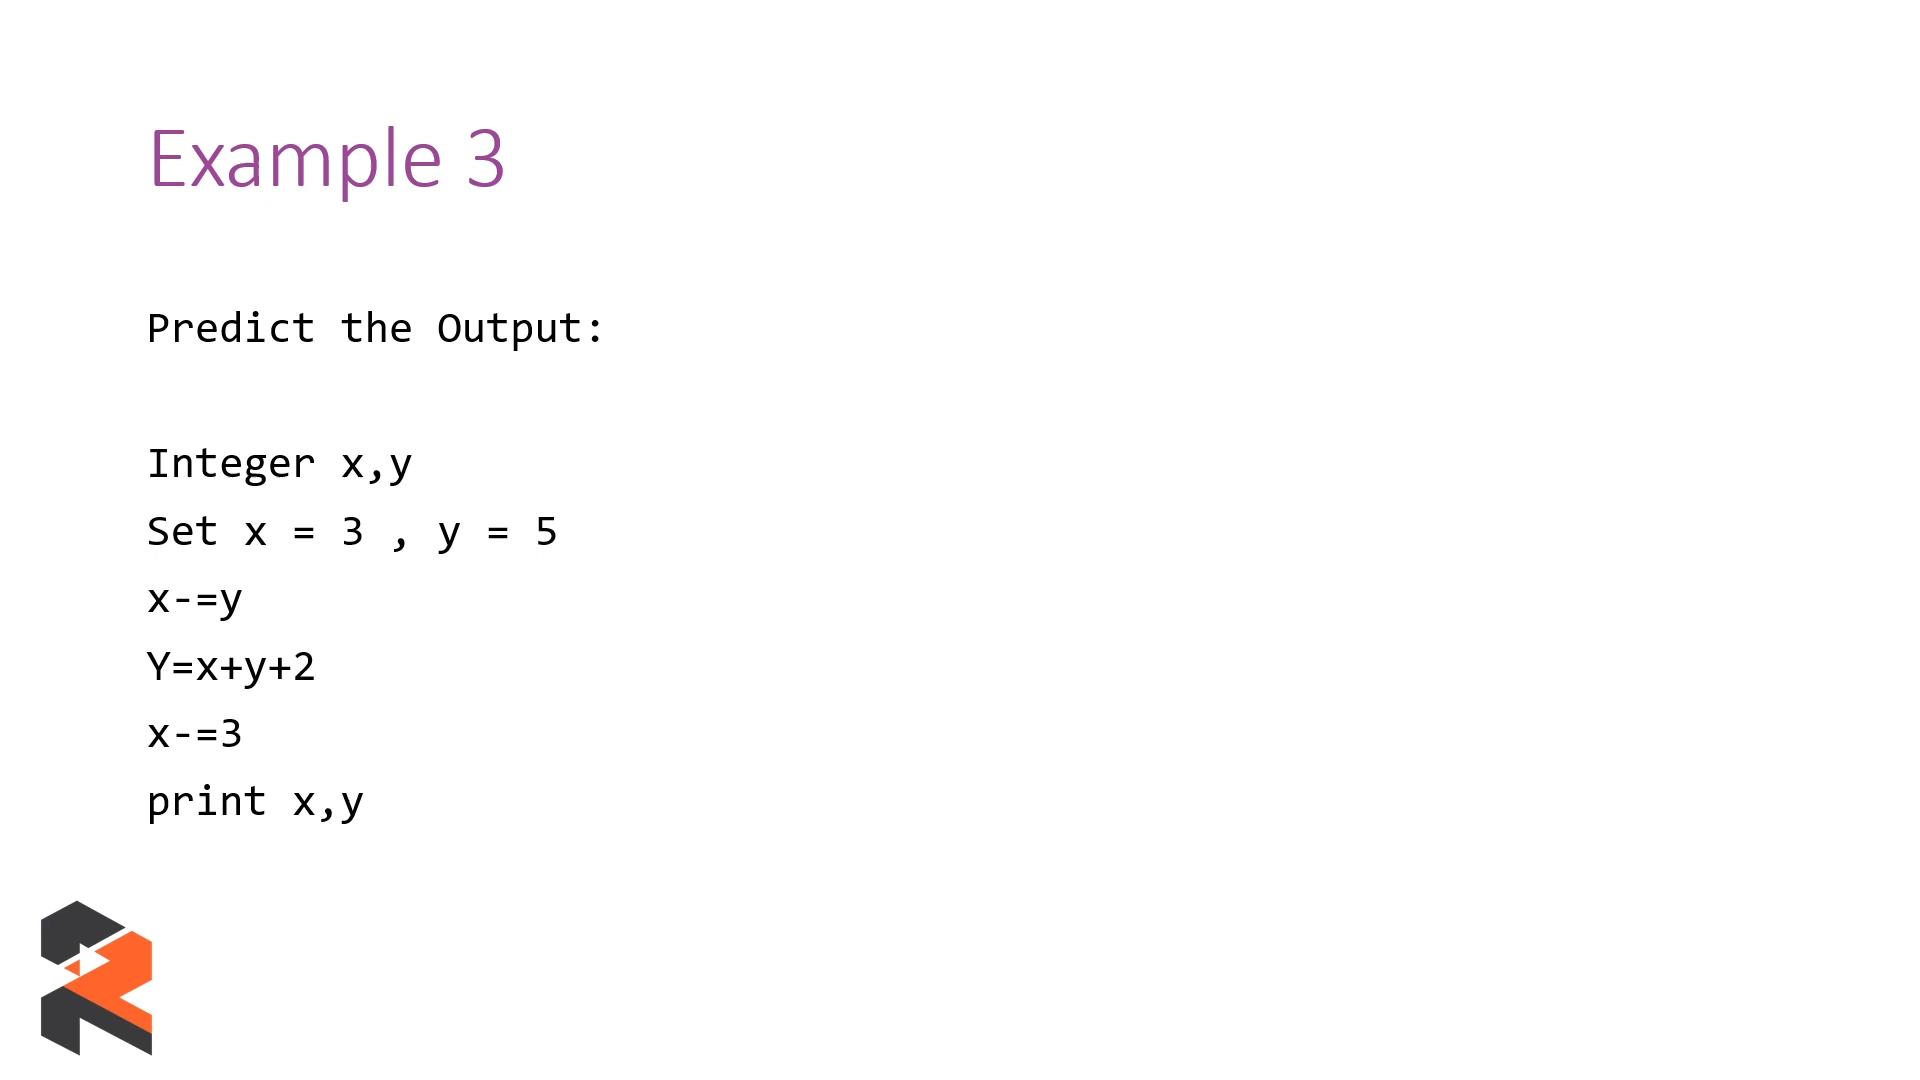 Example 3
Predict the Output:
Integer x,y
Set x = 3 , y = 5
x-=y
Y=x+y+2
x-=3
print x,y